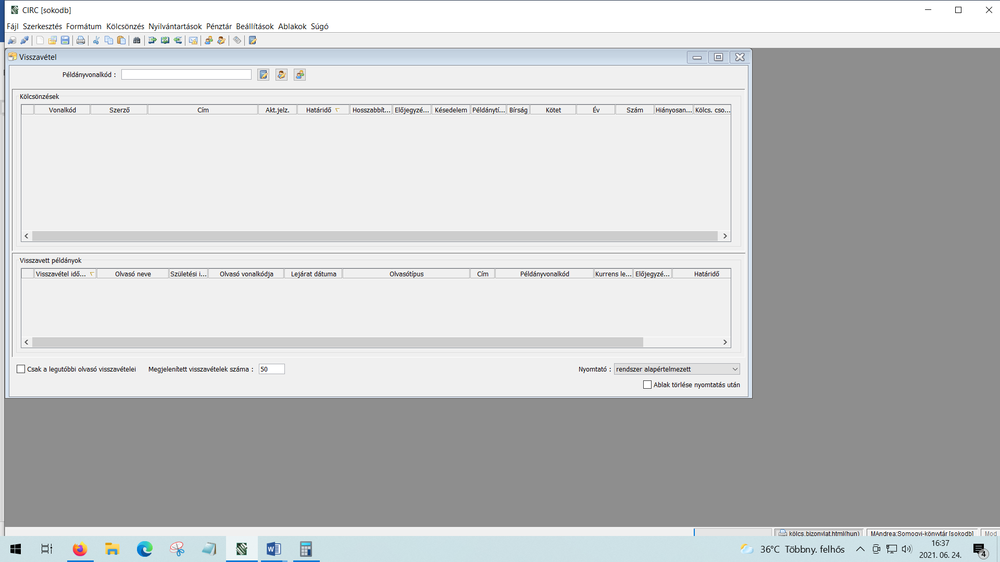 CIRC [sokodb]
Fájl Szerkesztés Formátum Kölcsönzés Nyilvántartások Pénztár Beállítások Ablakok Súgó
Visszavétel
Példányvonalkód :
Kölcsönzések
Vonalkód Szerző Cím Akt.jelz. Határidő Hosszabbít... Előjegyzé... Késedelem Példánytí... Bírság Kötet Év Szám Hiányosan... Kölcs. cso...
Visszavett példányok
Visszavétel idő... Olvasó neve Születési i... Olvasó vonalkódja Lejárat dátuma Olvasótípus Cím Példányvonalkód Kurrens le... Előjegyzé... Határidő
Csak a legutóbbi olvasó visszavételei Megjelenített visszavételek száma : 50 Nyomtató : rendszer alapértelmezett
Ablak törlése nyomtatás után
kölcs.bizonylat.html(hun) MAndrea:Somogyi-könyvtár [sokodb] Mod
36°C Többny. felhős
16:37
2021. 06. 24.
4